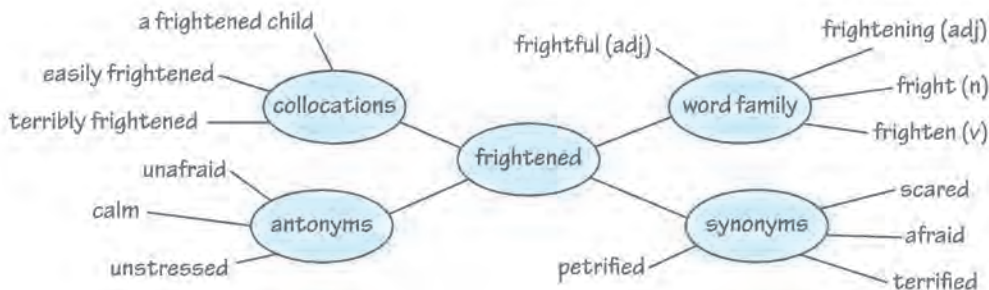 a frightened child
easily frightened
terribly frightened
collocations
frightful (adj)
frightening (adj)
fright (n)
frighten (v)
word family
frightened
unafraid
calm
unstressed
antonyms
synonyms
scared
afraid
terrified
petrified